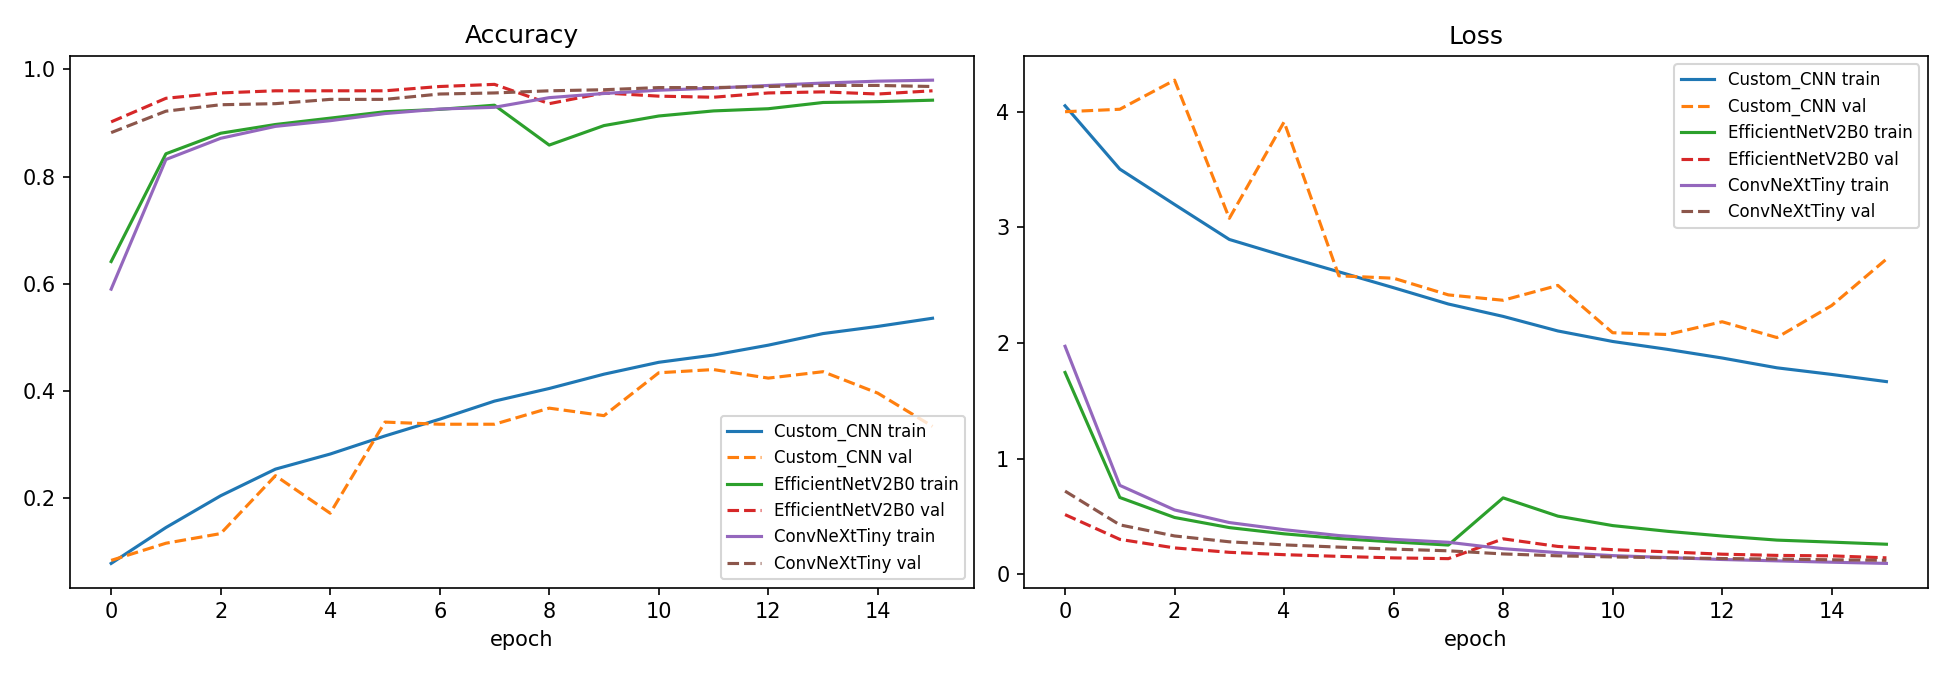 Accuracy
1.0
0.8
0.6
0.4
0.2
0 2 4 6 8 10 12 14
epoch
Custom_CNN train
Custom_CNN val
EfficientNetV2B0 train
EfficientNetV2B0 val
ConvNeXtTiny train
ConvNeXtTiny val
Loss
4
3
2
1
0
0 2 4 6 8 10 12 14
epoch
Custom_CNN train
Custom_CNN val
EfficientNetV2B0 train
EfficientNetV2B0 val
ConvNeXtTiny train
ConvNeXtTiny val